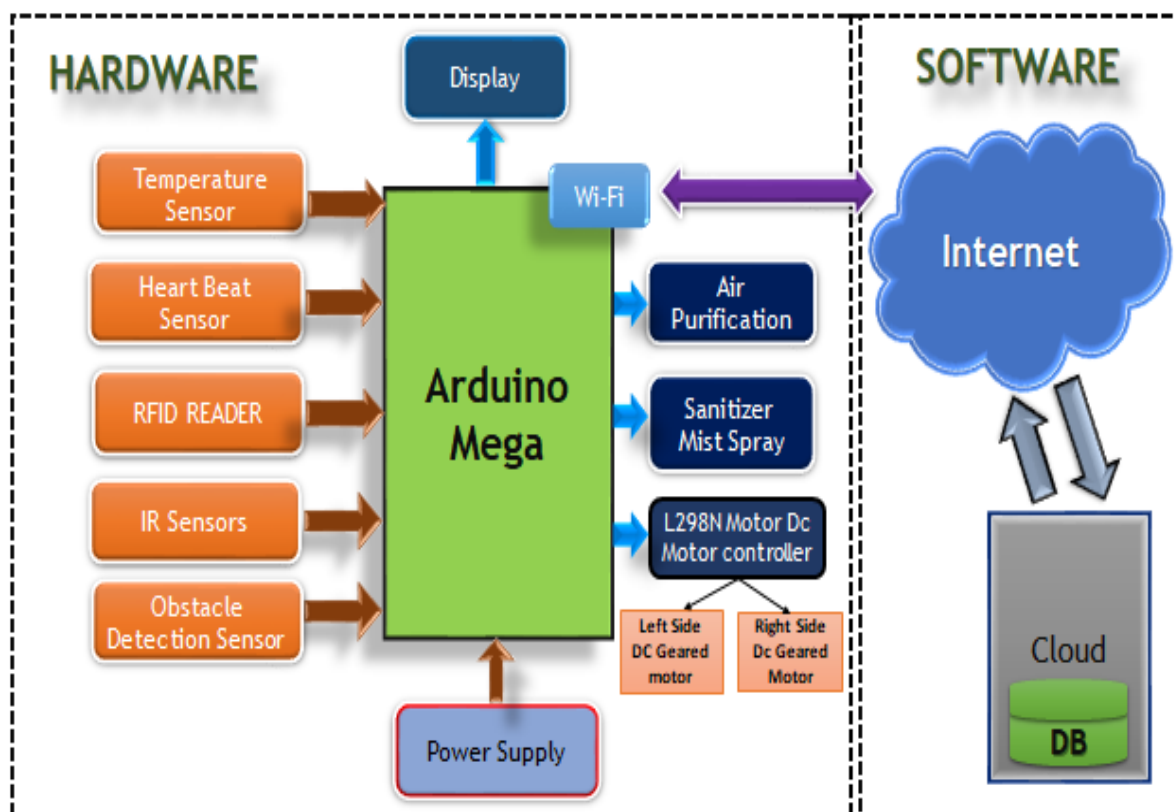 HARDWARE
Display
Temperature
Sensor
Heart Beat
Sensor
RFID READER
IR Sensors
Obstacle
Detection Sensor
Arduino
Mega
Wi-Fi
Air
Purification
Sanitizer
Mist Spray
L298N Motor Dc
Motor controller
Left Side
DC Geared
motor
Right Side
Dc Geared
Motor
Power Supply
SOFTWARE
Internet
Cloud
DB